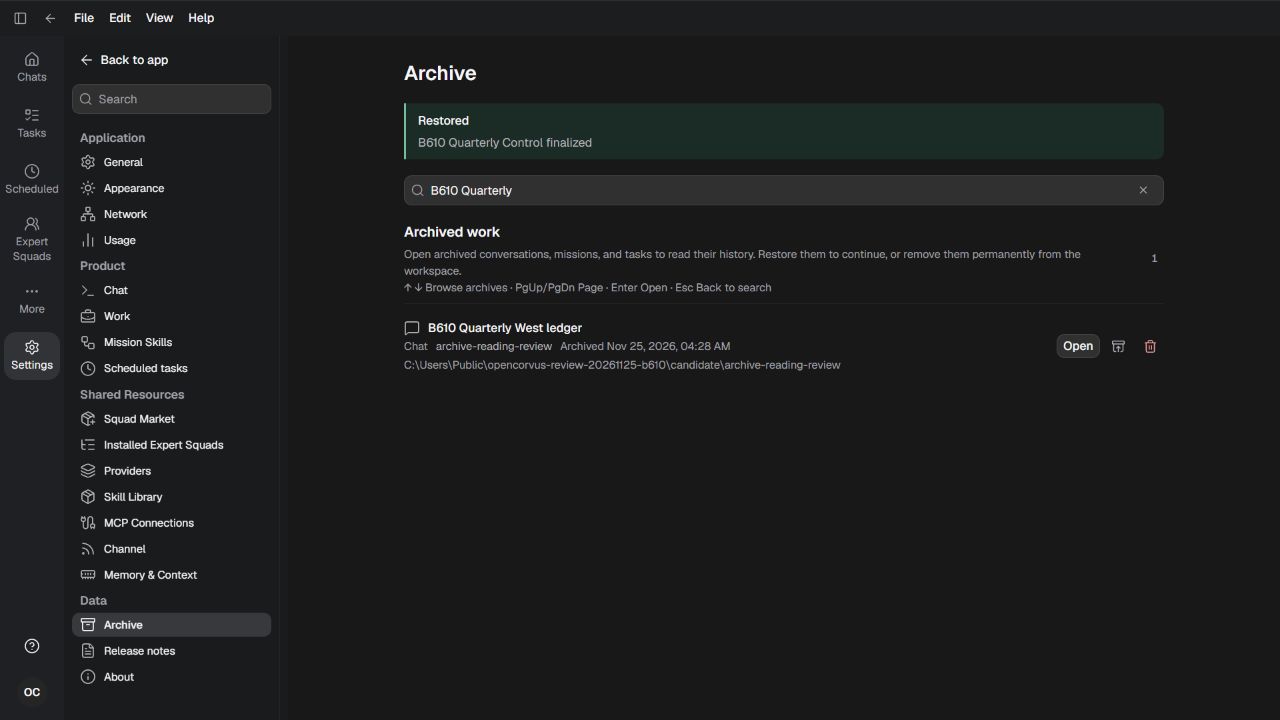 File Edit View Help
Chats
Tasks
Scheduled
Expert
Squads
More
Settings
OC
Back to app
Search
Application
General
Appearance
Network
Usage
Product
Chat
Work
Mission Skills
Scheduled tasks
Shared Resources
Squad Market
Installed Expert Squads
Providers
Skill Library
MCP Connections
Channel
Memory & Context
Data
Archive
Release notes
About
Archive
Restored
B610 Quarterly Control finalized
B610 Quarterly
Archived work
Open archived conversations, missions, and tasks to read their history. Restore them to continue, or remove them permanently from the
workspace.
1
↑ ↓ Browse archives · PgUp/PgDn Page · Enter Open · Esc Back to search
B610 Quarterly West ledger
Chat archive-reading-review Archived Nov 25, 2026, 04:28 AM
C:\Users\Public\opencorvus-review-20261125-b610\candidate\archive-reading-review
Open